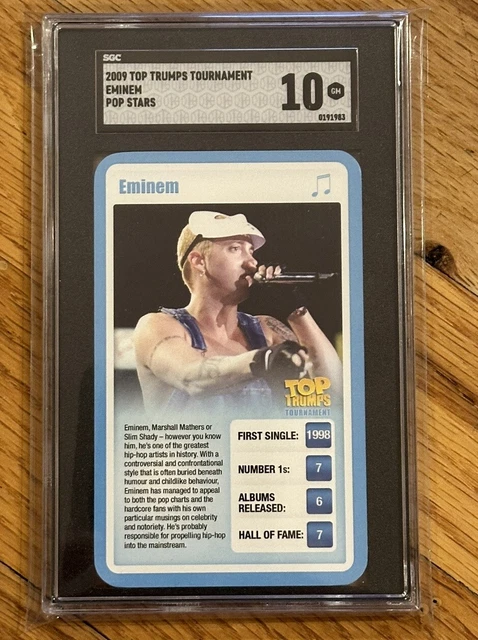 SGC
2009 TOP TRUMPS TOURNAMENT
EMINEM
POP STARS
10
GM
0191983
Eminem
TOP
TRUMPS
TOURNAMENT
Eminem, Marshall Mathers or
Slim Shady – however you know
him, he's one of the greatest
hip-hop artists in history. With a
controversial and confrontational
style that is often buried beneath
humour and childlike behaviour,
Eminem has managed to appeal
to both the pop charts and the
hardcore fans with his own
particular musings on celebrity
and notoriety. He's probably
responsible for propelling hip-hop
into the mainstream.
FIRST SINGLE: 1998
NUMBER 1s: 7
ALBUMS
RELEASED: 6
HALL OF FAME: 7